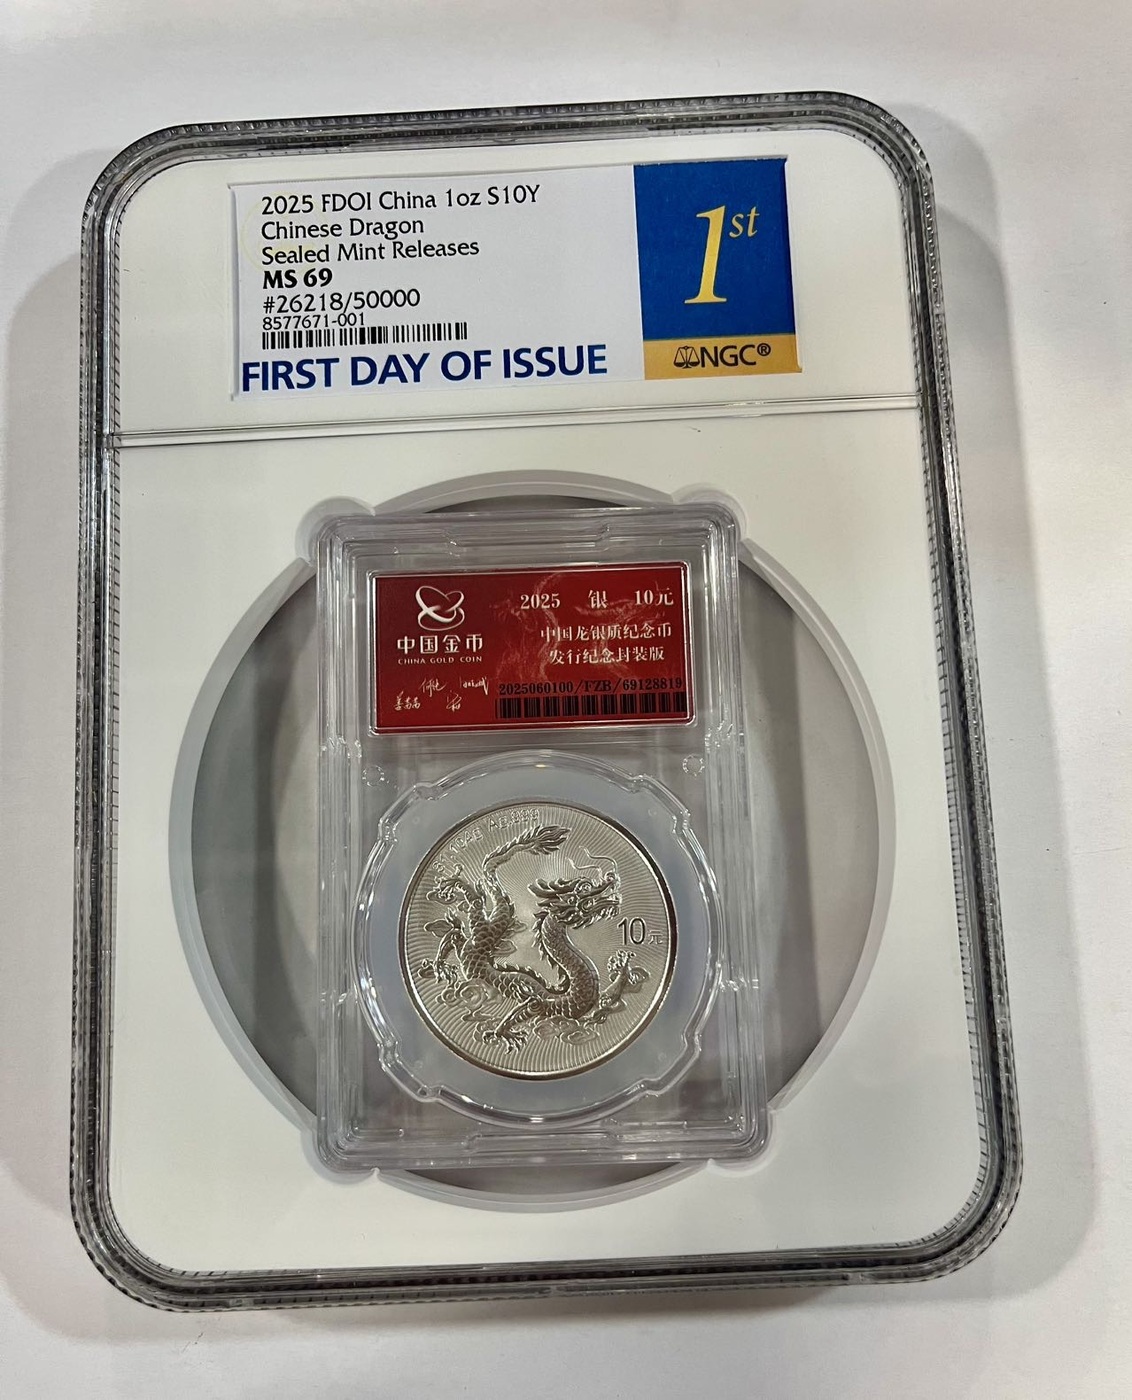 2025 FDOI China 1oz S10Y
Chinese Dragon
Sealed Mint Releases
MS 69
#26218/50000
8577671-001
FIRST DAY OF ISSUE
1st
NGC®
中国金币
CHINA GOLD COIN
2025 银 10元
中国龙银质纪念币
发行纪念封装版
2025060100/FZB/69128819
10元